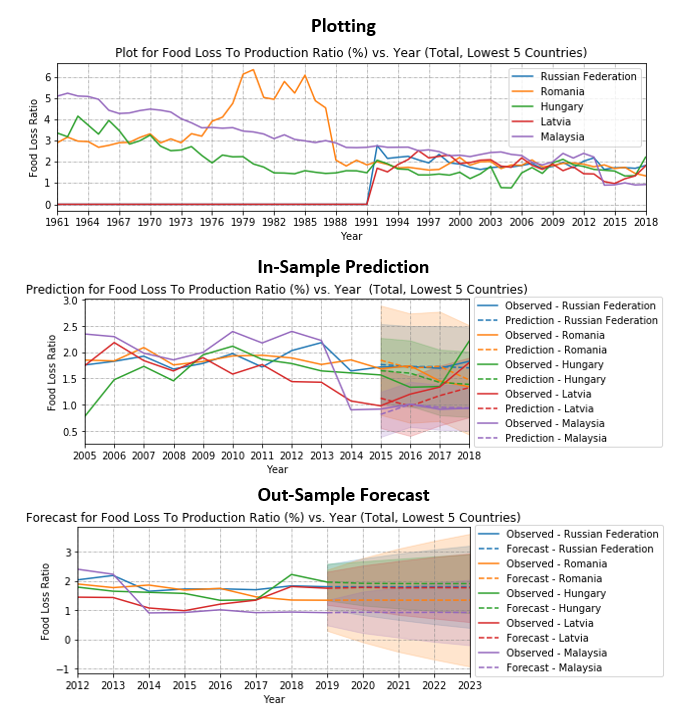 Plotting
Plot for Food Loss To Production Ratio (%) vs. Year (Total, Lowest 5 Countries)
Food Loss Ratio
6
5
4
3
2
1
0
Russian Federation
Romania
Hungary
Latvia
Malaysia
1961 1964 1967 1970 1973 1976 1979 1982 1985 1988 1991 1994 1997 2000 2003 2006 2009 2012 2015 2018
Year
In-Sample Prediction
Prediction for Food Loss To Production Ratio (%) vs. Year (Total, Lowest 5 Countries)
Food Loss Ratio
3.0
2.5
2.0
1.5
1.0
0.5
Observed - Russian Federation
Prediction - Russian Federation
Observed - Romania
Prediction - Romania
Observed - Hungary
Prediction - Hungary
Observed - Latvia
Prediction - Latvia
Observed - Malaysia
Prediction - Malaysia
2005 2006 2007 2008 2009 2010 2011 2012 2013 2014 2015 2016 2017 2018
Year
Out-Sample Forecast
Forecast for Food Loss To Production Ratio (%) vs. Year (Total, Lowest 5 Countries)
Food Loss Ratio
3
2
1
0
−1
Observed - Russian Federation
Forecast - Russian Federation
Observed - Romania
Forecast - Romania
Observed - Hungary
Forecast - Hungary
Observed - Latvia
Forecast - Latvia
Observed - Malaysia
Forecast - Malaysia
2012 2013 2014 2015 2016 2017 2018 2019 2020 2021 2022 2023
Year